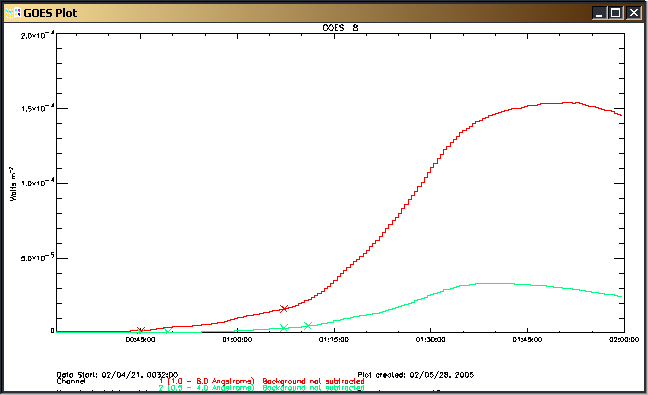 GOES Plot
GOES 8
2.0×10⁻⁴
1.5×10⁻⁴
1.0×10⁻⁴
5.0×10⁻⁵
0
Watts m⁻²
00:45:00 01:00:00 01:15:00 01:30:00 01:45:00 02:00:00
Data Start: 02/04/21, 0032:00 Plot created: 02/05/28, 2005
Channel 1 (1.0 - 8.0 Angstroms) Background not subtracted
2 (0.5 - 4.0 Angstroms) Background not subtracted